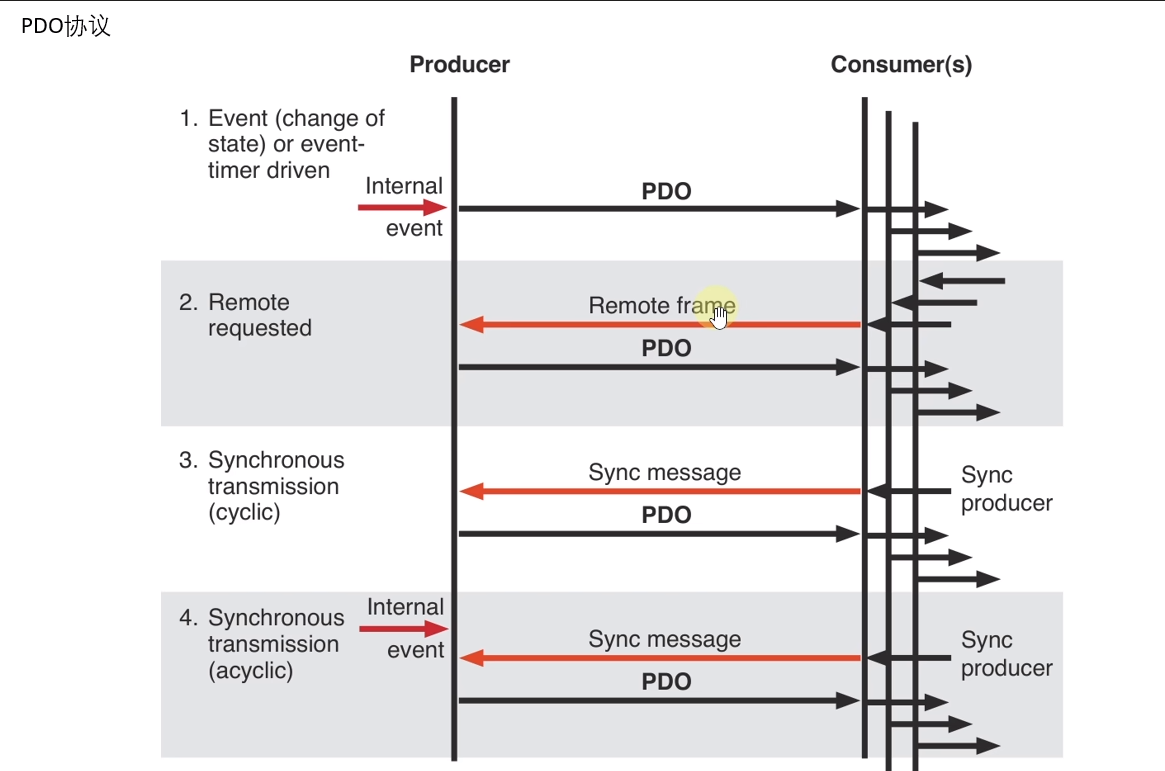 PDO协议
Producer
Consumer(s)
1. Event (change of
state) or event-
timer driven
Internal
event
PDO
2. Remote
requested
Remote frame
PDO
3. Synchronous
transmission
(cyclic)
Sync message
PDO
Sync
producer
4. Synchronous
transmission
(acyclic)
Internal
event
Sync message
PDO
Sync
producer